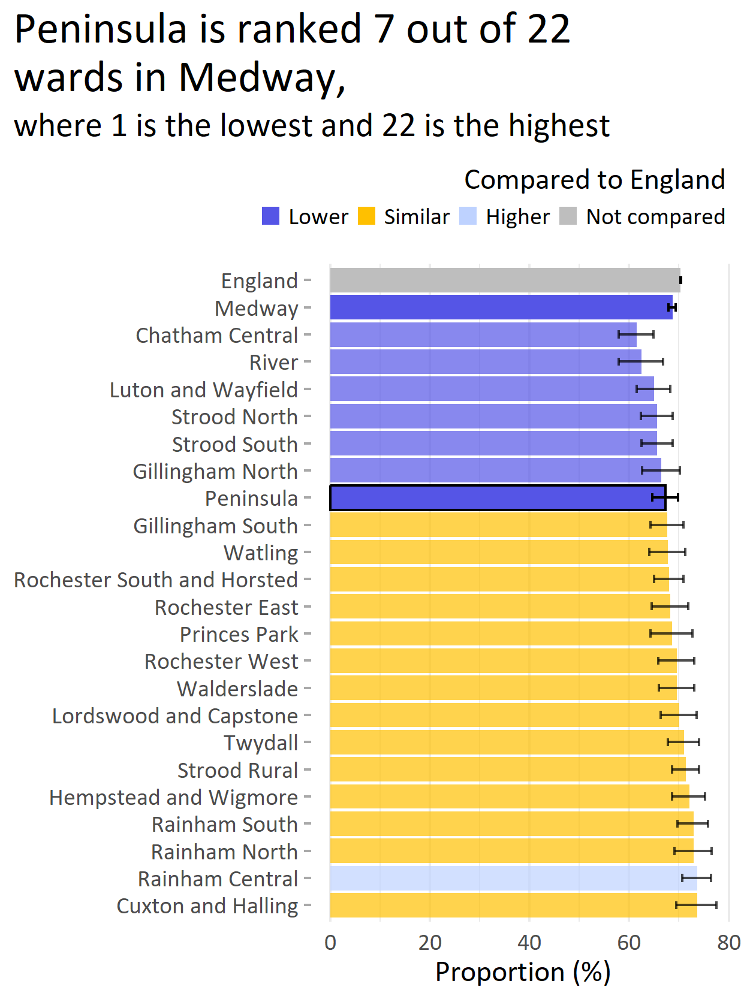 Peninsula is ranked 7 out of 22
wards in Medway,
where 1 is the lowest and 22 is the highest
Compared to England
Lower Similar Higher Not compared
England
Medway
Chatham Central
River
Luton and Wayfield
Strood North
Strood South
Gillingham North
Peninsula
Gillingham South
Watling
Rochester South and Horsted
Rochester East
Princes Park
Rochester West
Walderslade
Lordswood and Capstone
Twydall
Strood Rural
Hempstead and Wigmore
Rainham South
Rainham North
Rainham Central
Cuxton and Halling
0 20 40 60 80
Proportion (%)